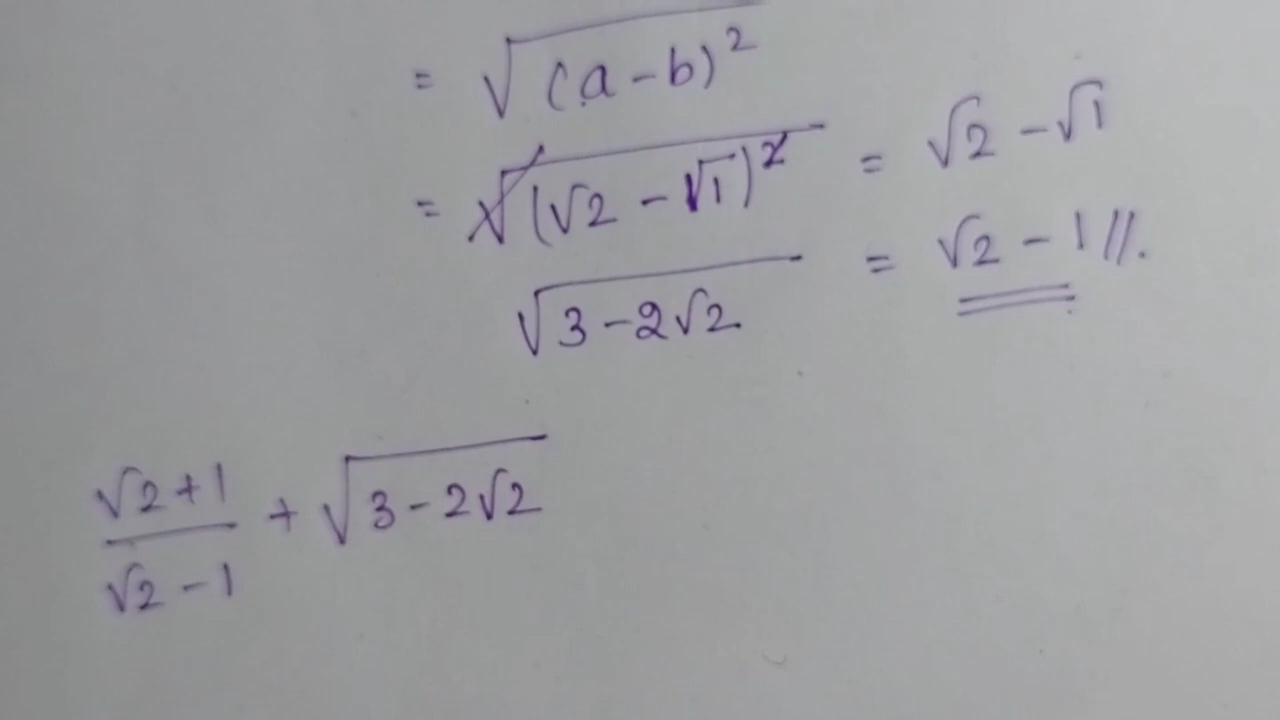 = √(a-b)²
= √(√2 - √1)² = √2 - √1
√3-2√2 = √2 - 1 //.
√2+1/√2-1 + √3-2√2